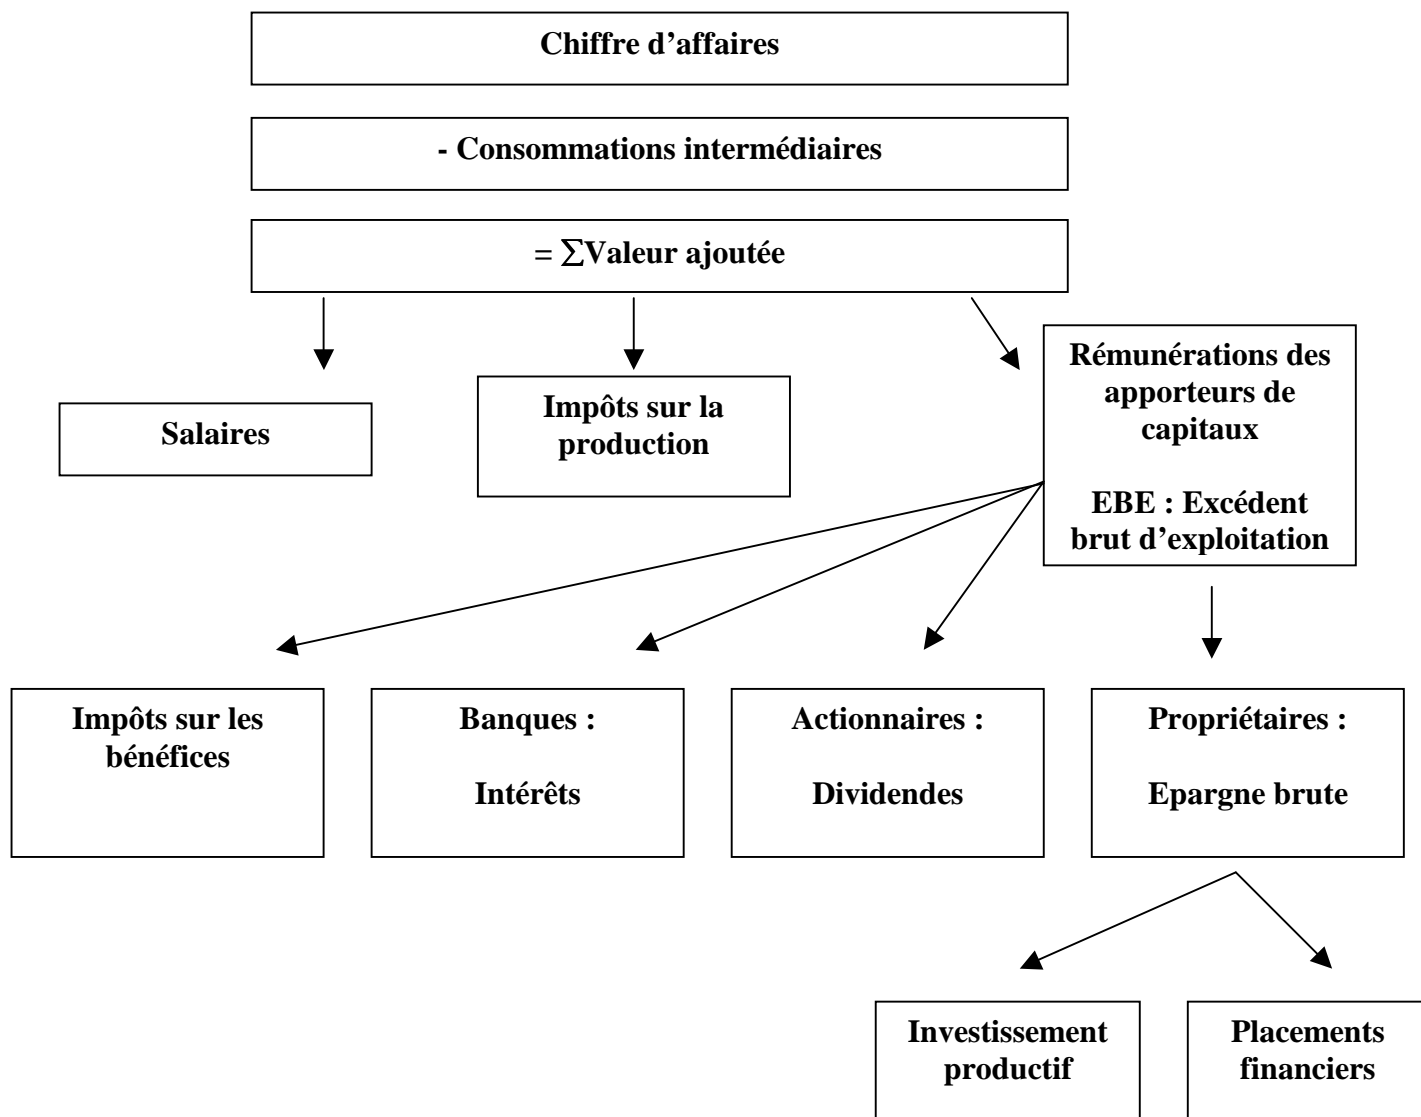 Chiffre d’affaires
- Consommations intermédiaires
= ∑Valeur ajoutée
Salaires
Impôts sur la
production
Rémunérations des
apporteurs de
capitaux
EBE : Excédent
brut d’exploitation
Impôts sur les
bénéfices
Banques :
Intérêts
Actionnaires :
Dividendes
Propriétaires :
Epargne brute
Investissement
productif
Placements
financiers